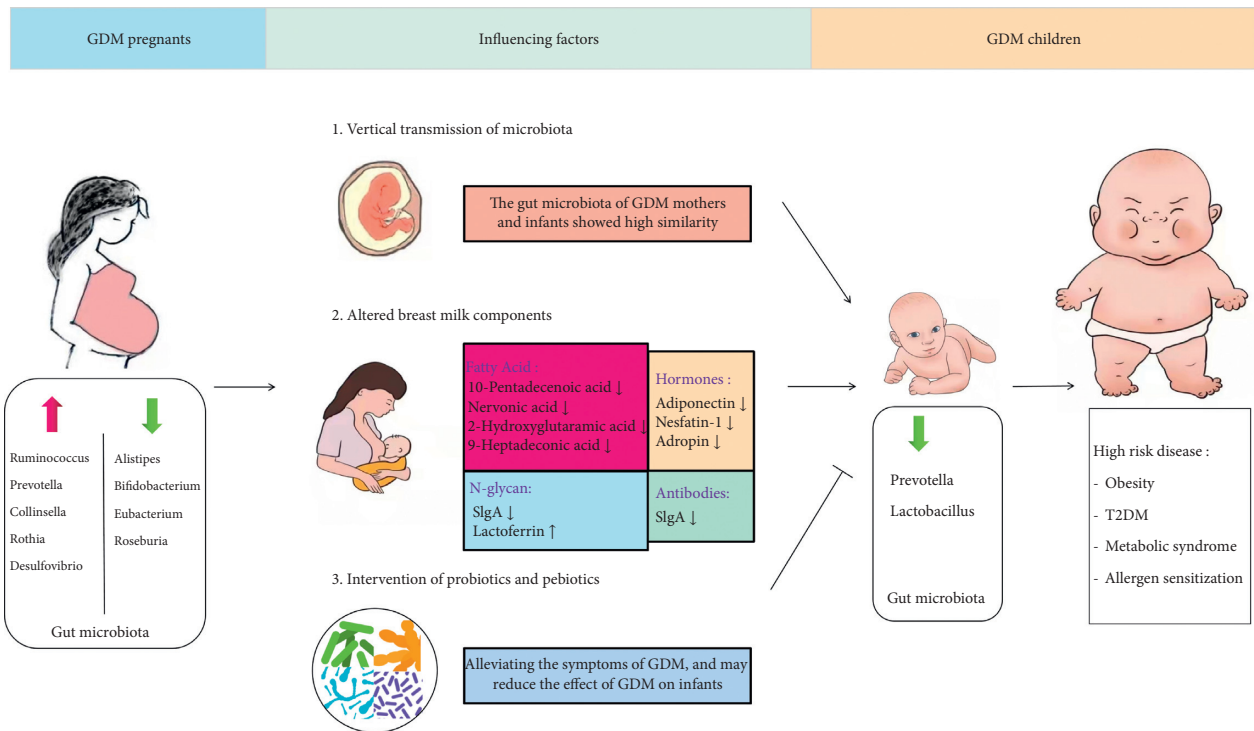 GDM pregnants
Influencing factors
GDM children
1. Vertical transmission of microbiota
The gut microbiota of GDM mothers
and infants showed high similarity
2. Altered breast milk components
Fatty Acid :
10-Pentadecenoic acid ↓
Nervonic acid ↓
2-Hydroxyglutaramic acid ↓
9-Heptadeconic acid ↓
Hormones :
Adiponectin ↓
Nesfatin-1 ↓
Adropin ↓
N-glycan:
SlgA ↓
Lactoferrin ↑
Antibodies:
SlgA ↓
3. Intervention of probiotics and pebiotics
Alleviating the symptoms of GDM, and may
reduce the effect of GDM on infants
Ruminococcus
Prevotella
Collinsella
Rothia
Desulfovibrio
Alistipes
Bifidobacterium
Eubacterium
Roseburia
Gut microbiota
Prevotella
Lactobacillus
Gut microbiota
High risk disease :
- Obesity
- T2DM
- Metabolic syndrome
- Allergen sensitization